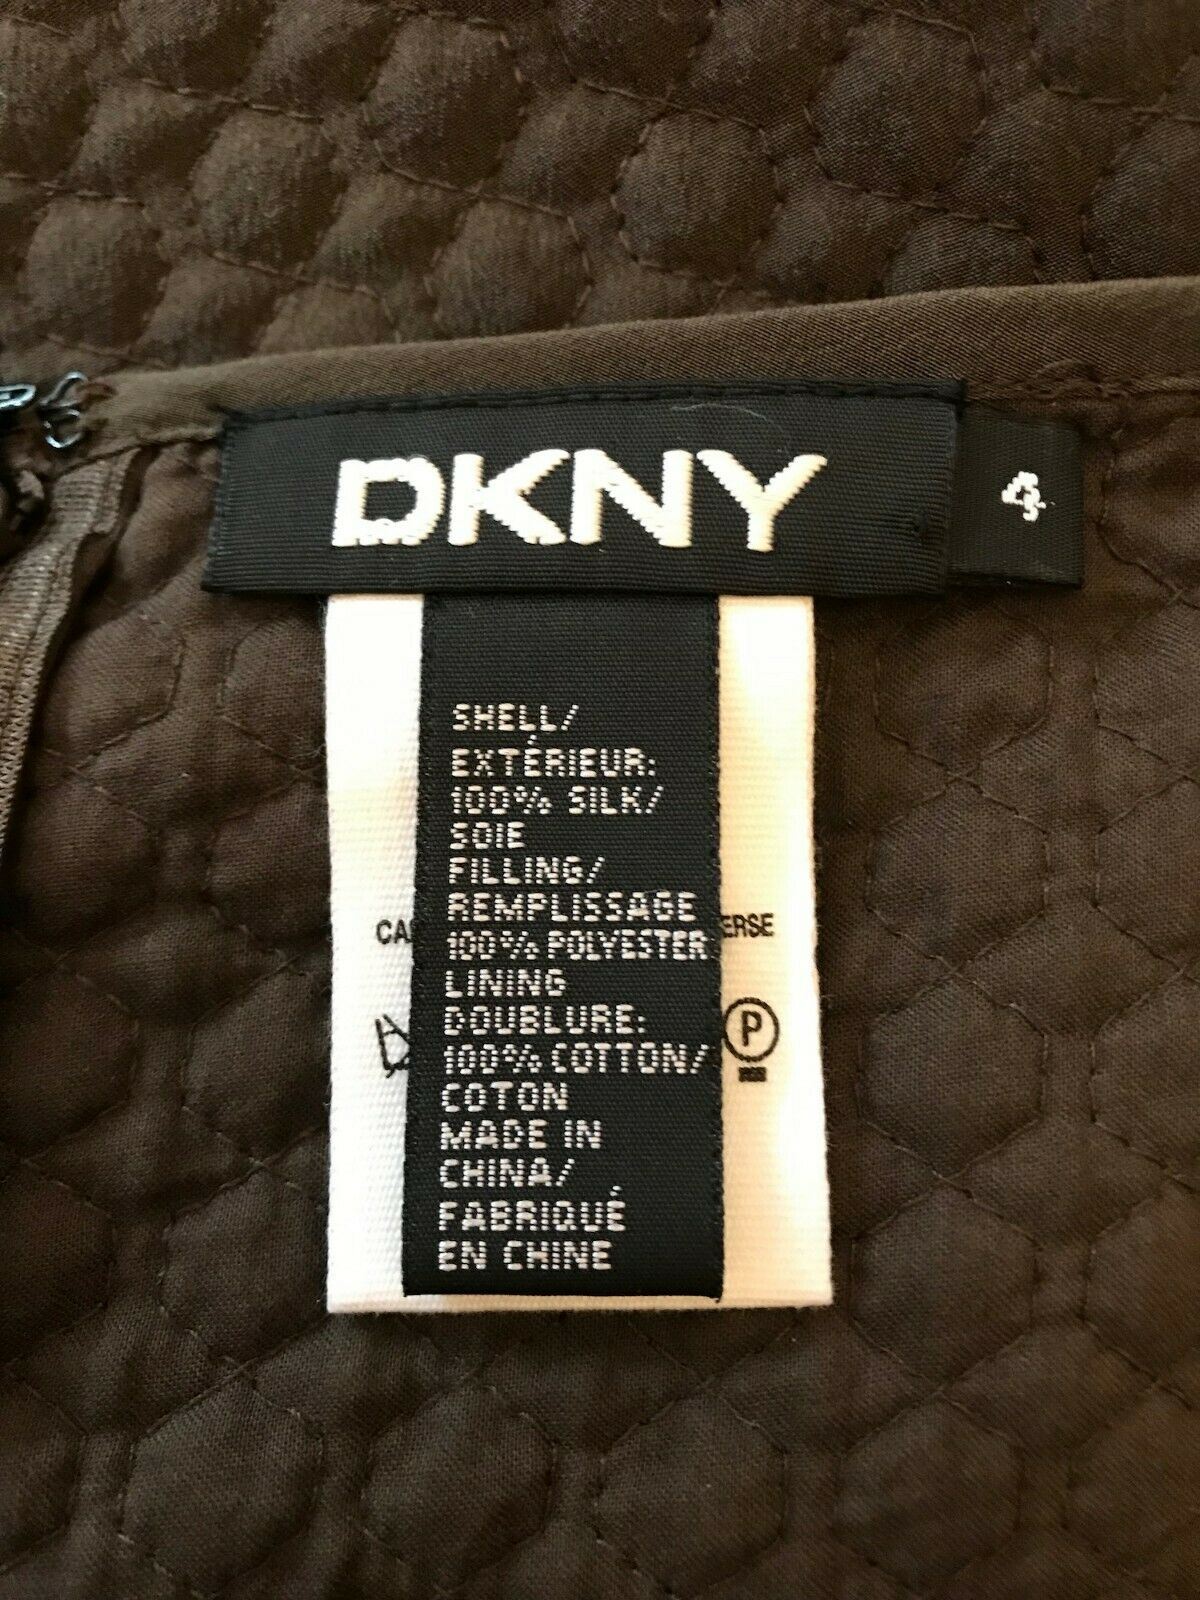 DKNY
4
SHELL/
EXTÉRIEUR:
100% SILK/
SOIE
FILLING/
REMPLISSAGE
100% POLYESTER
LINING
DOUBLURE:
100% COTTON/
COTON
MADE IN
CHINA/
FABRIQUÉ
EN CHINE
P